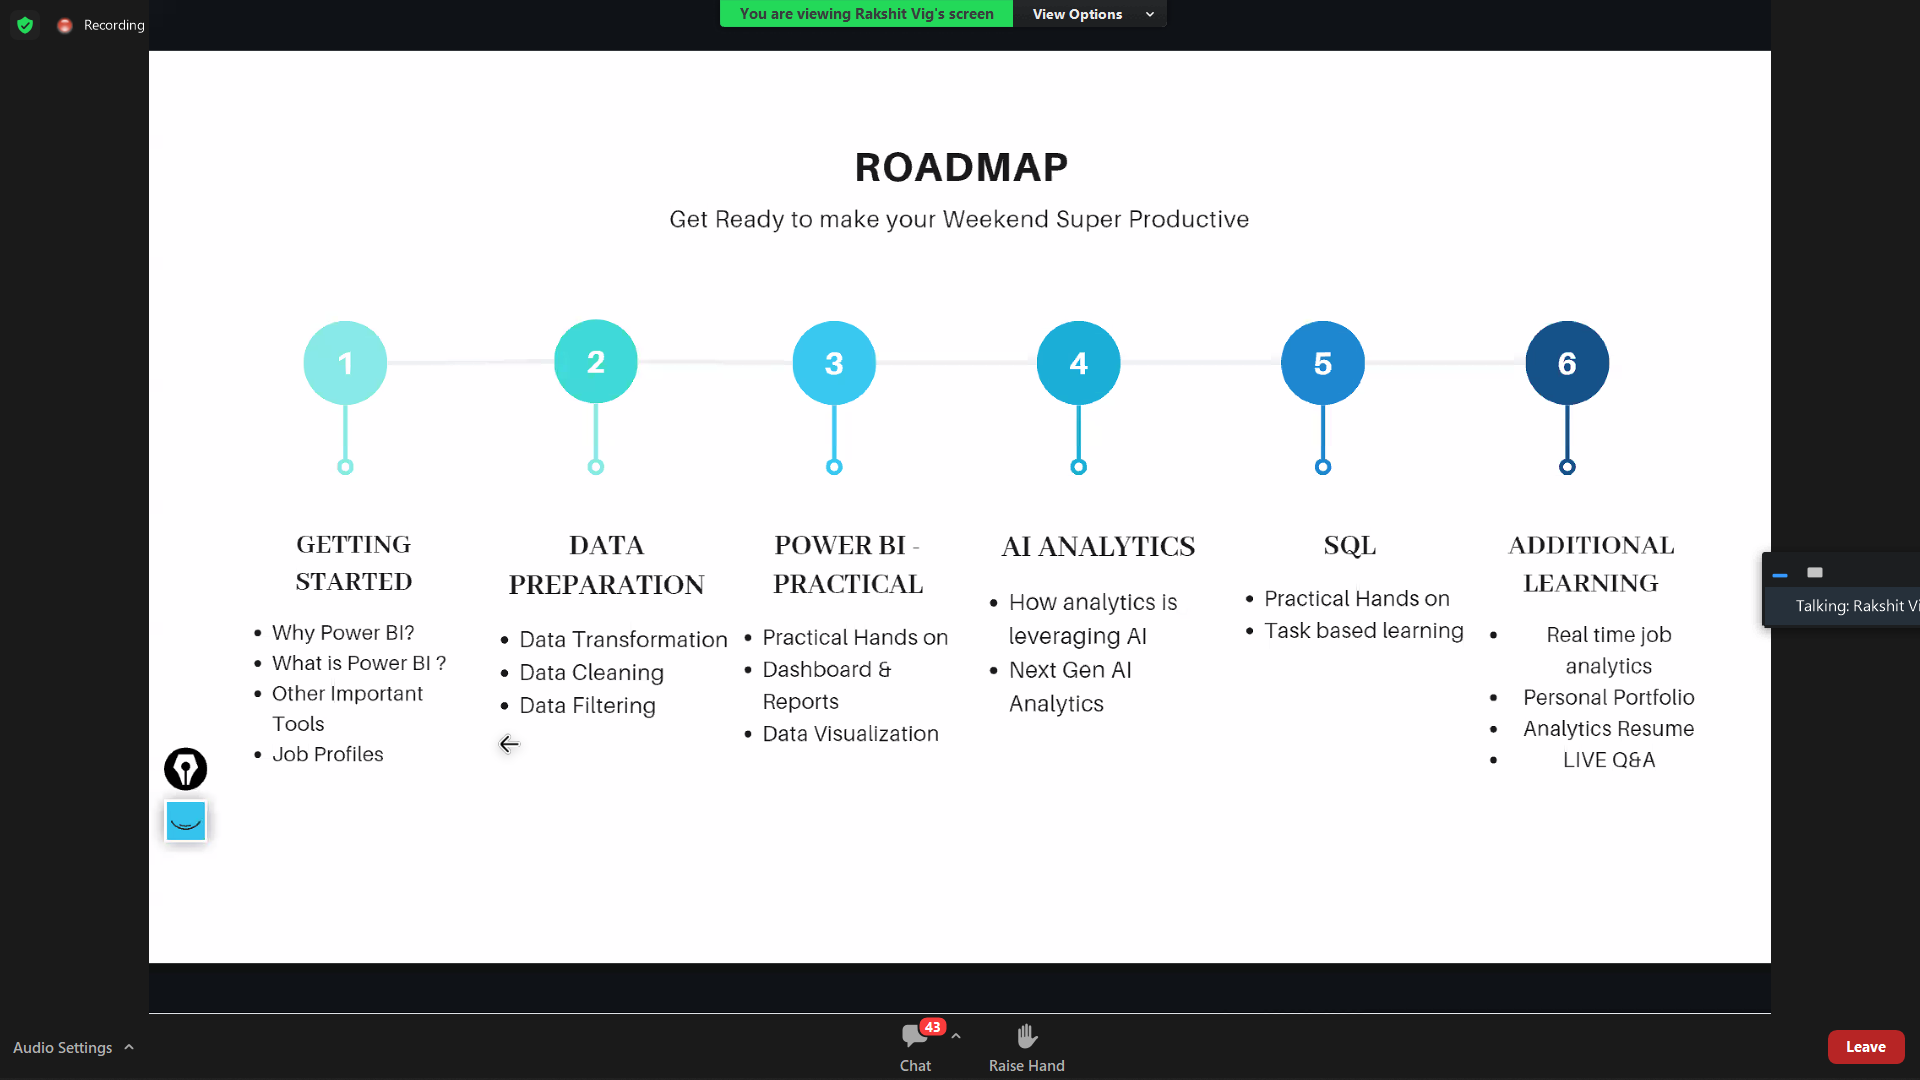 Recording
You are viewing Rakshit Vig's screen
View Options
ROADMAP
Get Ready to make your Weekend Super Productive
1
2
3
4
5
6
GETTING
STARTED
• Why Power BI?
• What is Power BI ?
• Other Important
Tools
• Job Profiles
DATA
PREPARATION
• Data Transformation
• Data Cleaning
• Data Filtering
POWER BI -
PRACTICAL
• Practical Hands on
• Dashboard &
Reports
• Data Visualization
AI ANALYTICS
• How analytics is
leveraging AI
• Next Gen AI
Analytics
SQL
• Practical Hands on
• Task based learning
ADDITIONAL
LEARNING
• Real time job
analytics
• Personal Portfolio
• Analytics Resume
• LIVE Q&A
Talking: Rakshit Vi
Audio Settings
43
Chat
Raise Hand
Leave